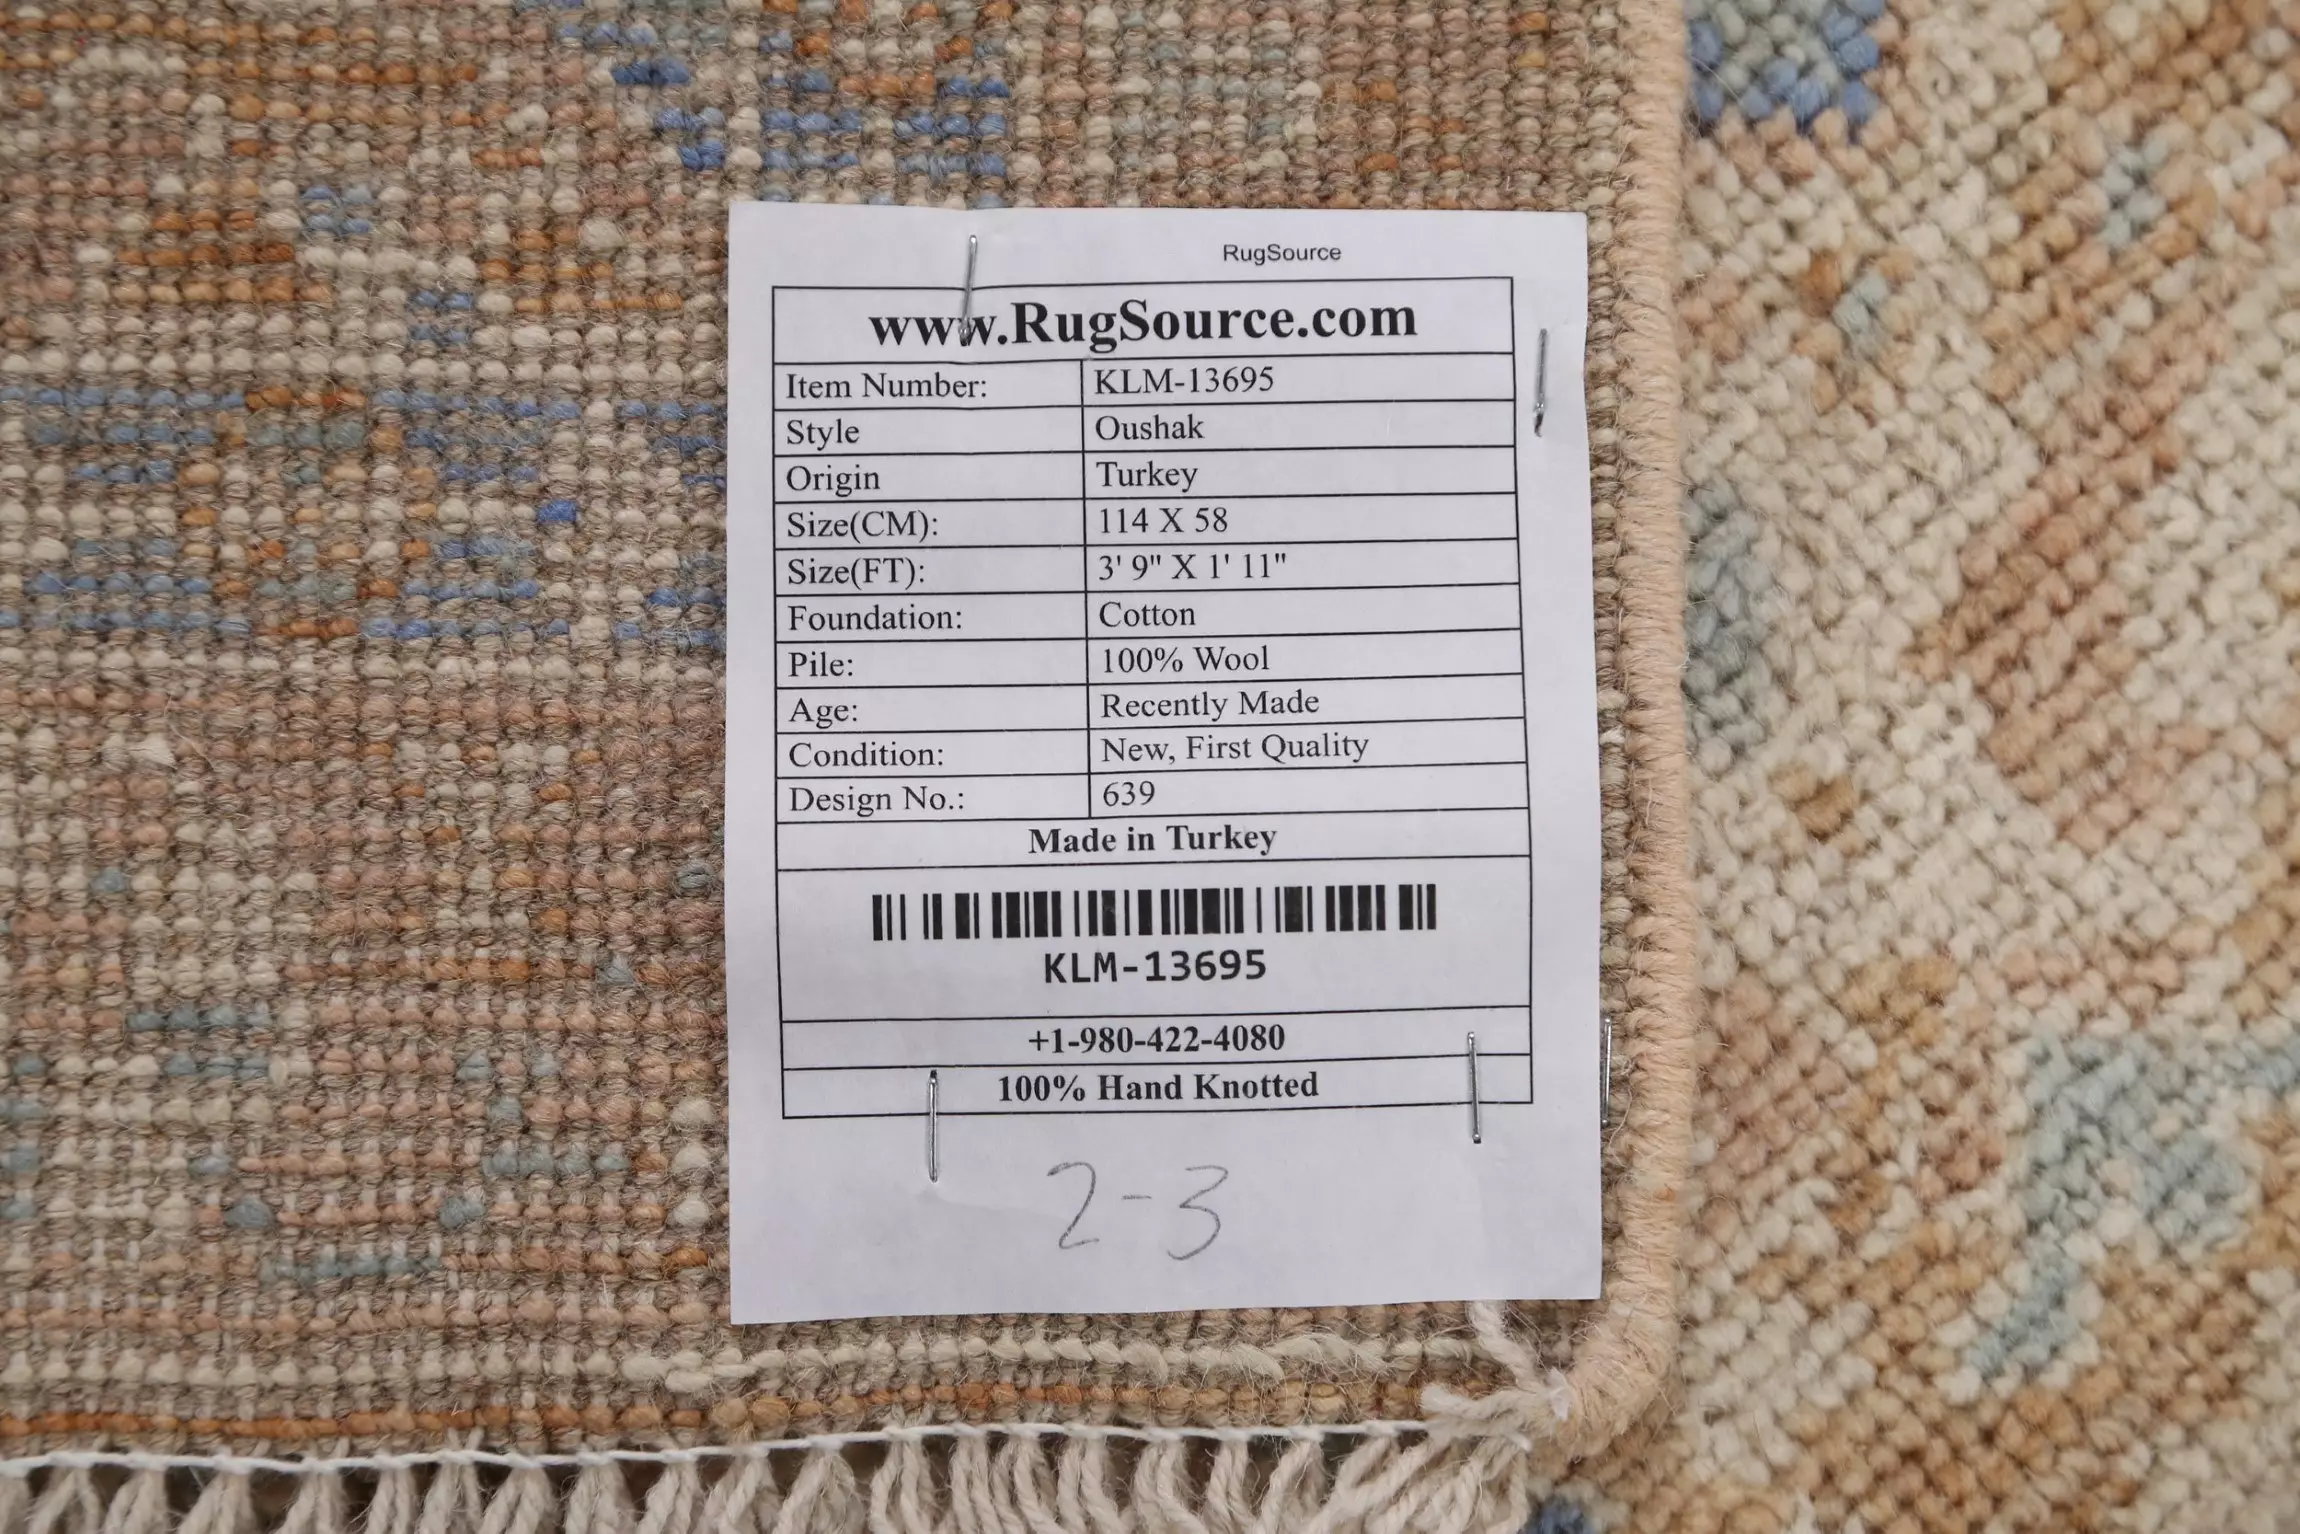 RugSource
www.RugSource.com
Item Number: KLM-13695
Style Oushak
Origin Turkey
Size(CM): 114 X 58
Size(FT): 3' 9" X 1' 11"
Foundation: Cotton
Pile: 100% Wool
Age: Recently Made
Condition: New, First Quality
Design No.: 639
Made in Turkey
KLM-13695
+1-980-422-4080
100% Hand Knotted
2-3